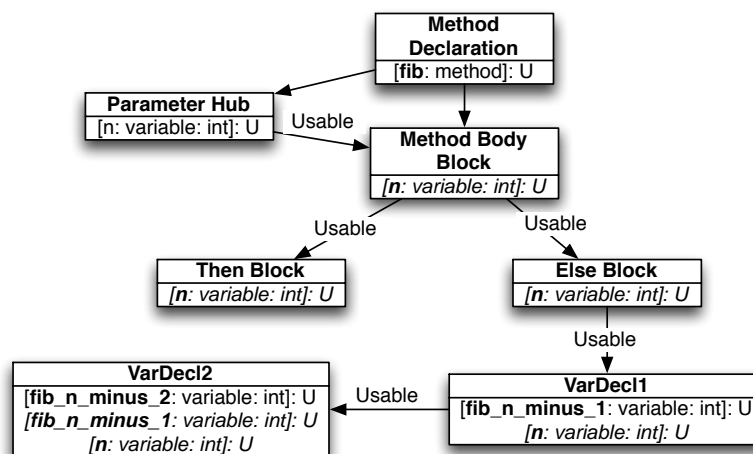 Method
Declaration
[fib: method]: U
Parameter Hub
[n: variable: int]: U
Usable
Method Body
Block
[n: variable: int]: U
Usable
Usable
Then Block
[n: variable: int]: U
Else Block
[n: variable: int]: U
Usable
VarDecl2
[fib_n_minus_2: variable: int]: U
[fib_n_minus_1: variable: int]: U
[n: variable: int]: U
Usable
VarDecl1
[fib_n_minus_1: variable: int]: U
[n: variable: int]: U